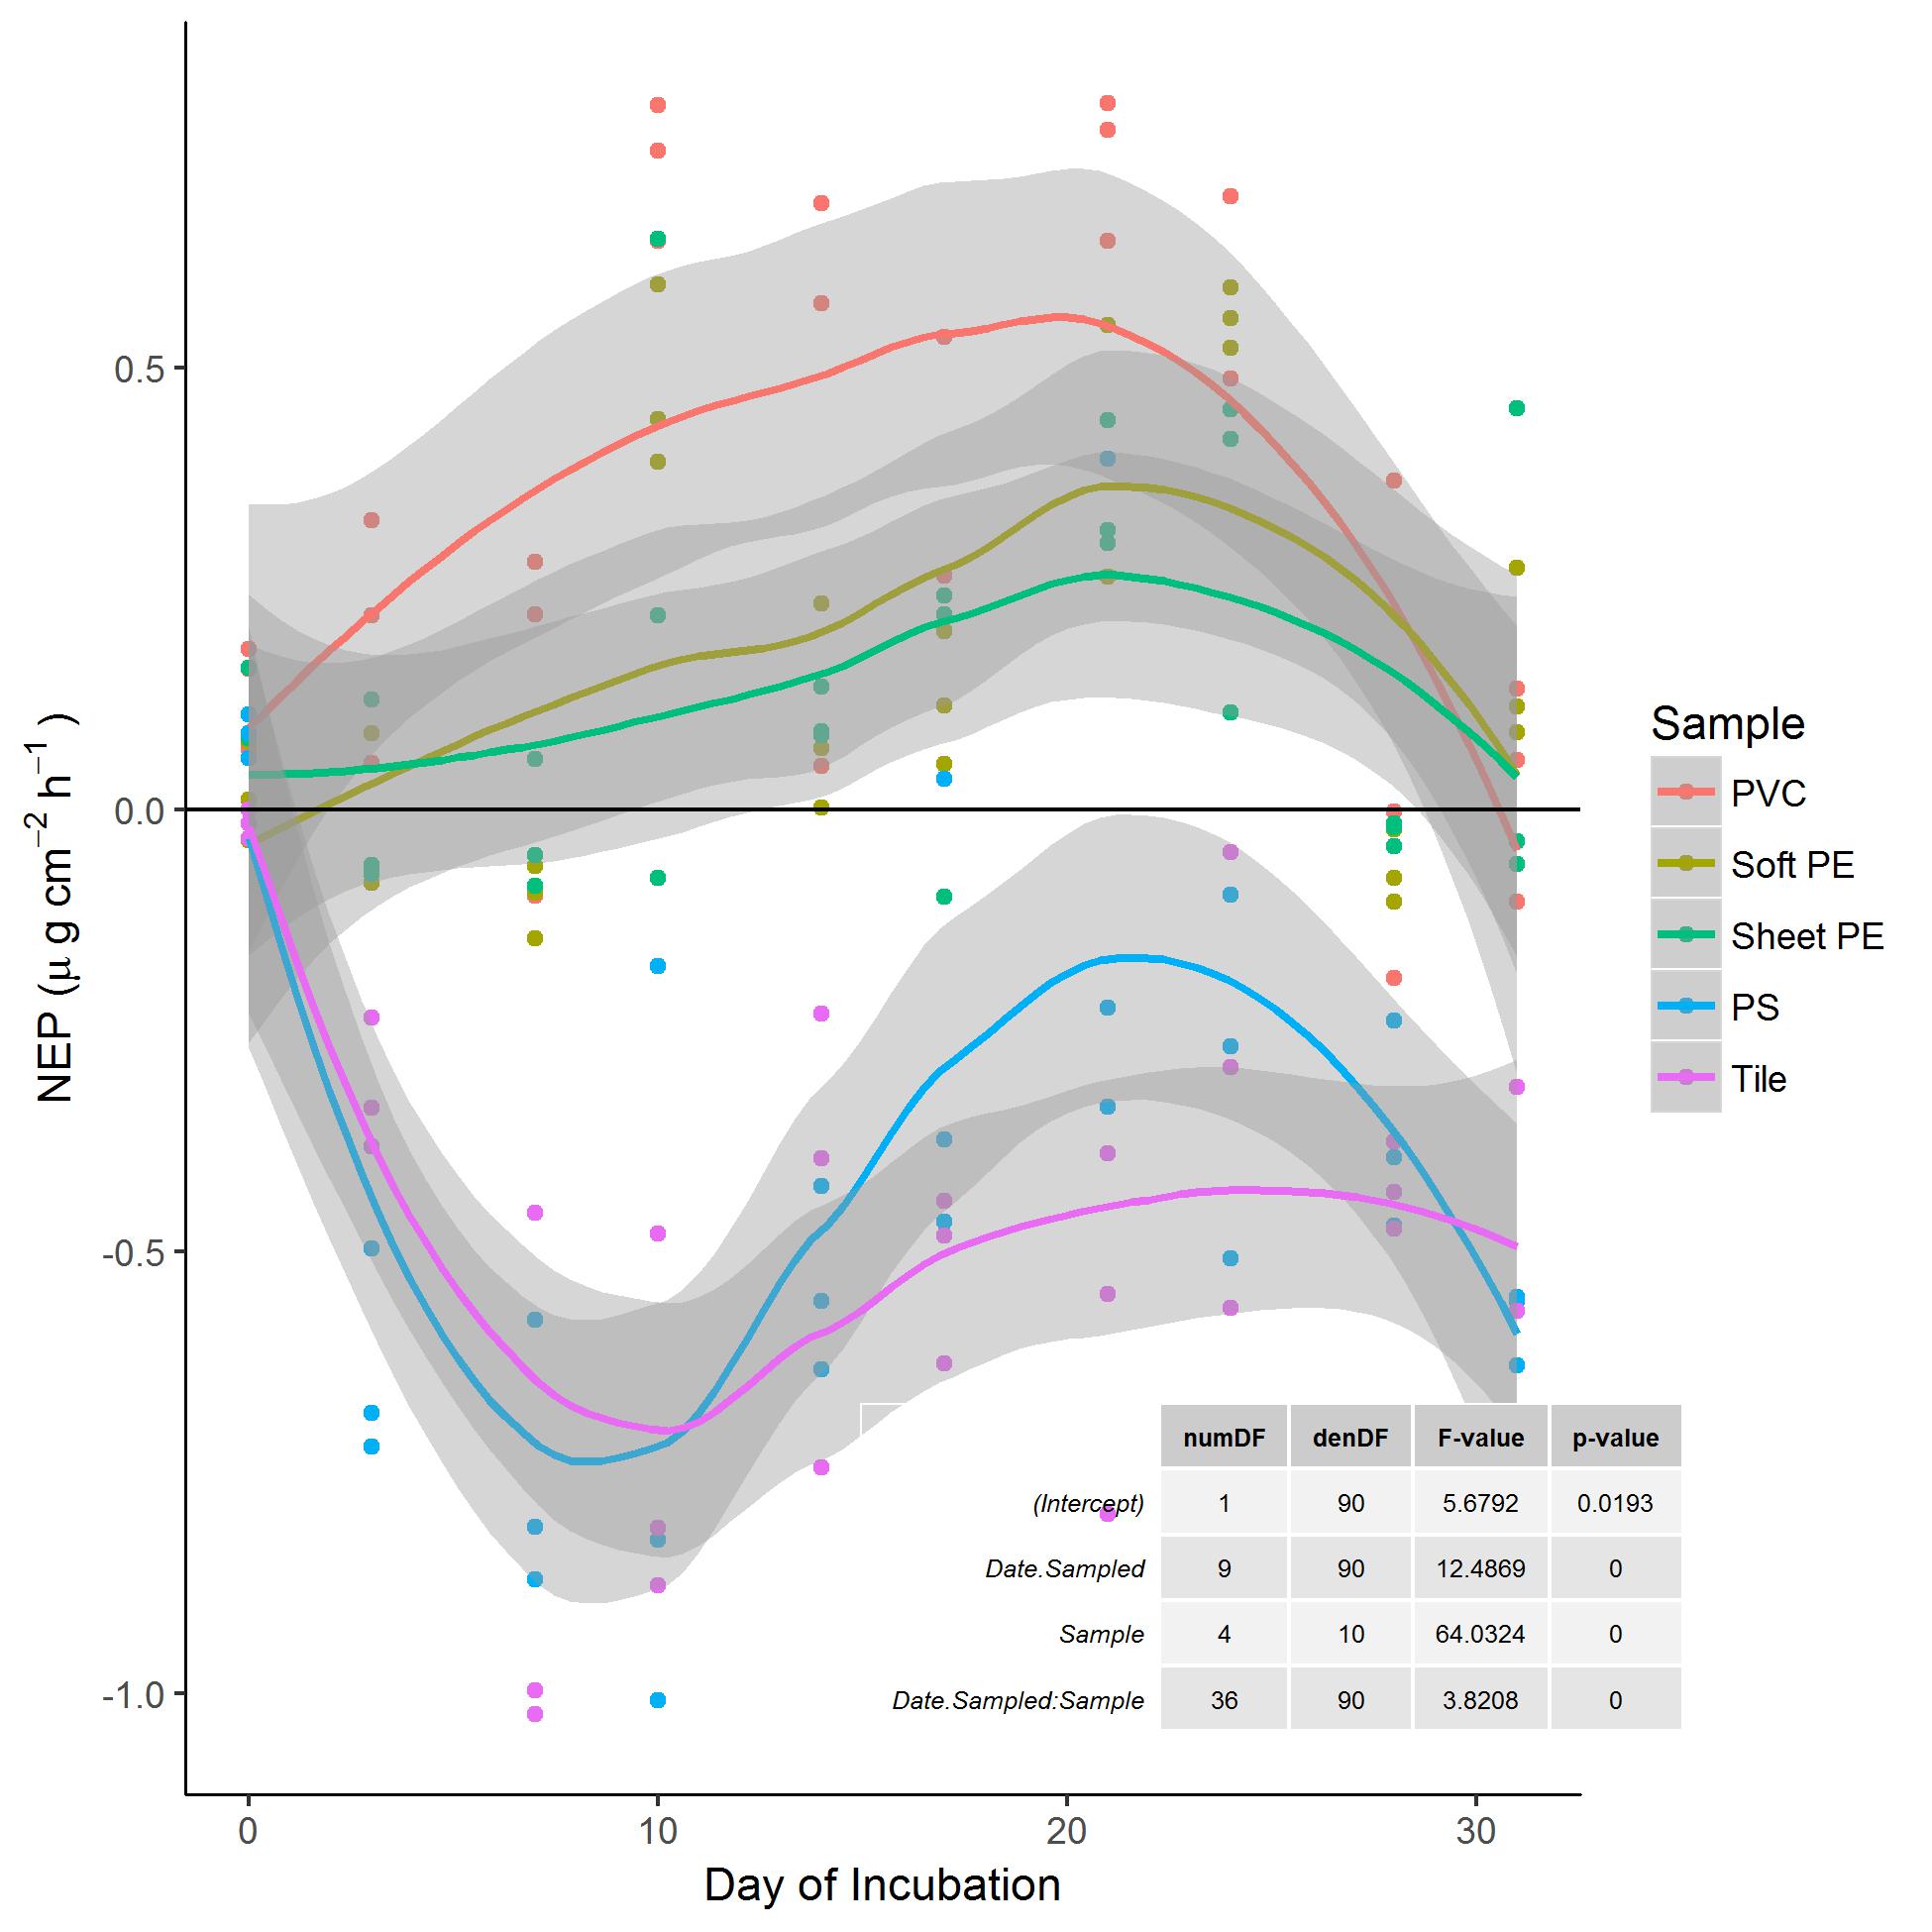 0.5
0.0
-0.5
-1.0
NEP (μ g cm⁻² h⁻¹)
0 10 20 30
Day of Incubation
Sample
PVC
Soft PE
Sheet PE
PS
Tile
numDF denDF F-value p-value
(Intercept) 1 90 5.6792 0.0193
Date.Sampled 9 90 12.4869 0
Sample 4 10 64.0324 0
Date.Sampled:Sample 36 90 3.8208 0